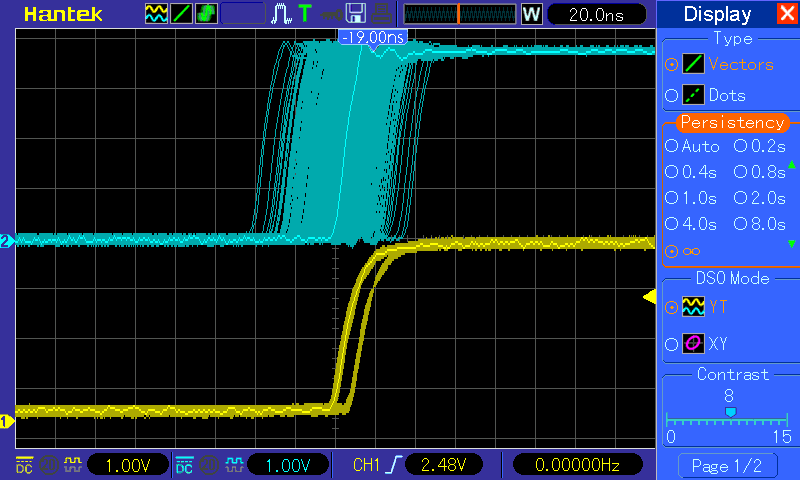 Hantek T W 20.0ns Display
-19.00ns
Type
Vectors
Dots
Persistency
Auto 0.2s
0.4s 0.8s
1.0s 2.0s
4.0s 8.0s
∞
2
DSO Mode
YT
XY
Contrast
8
0 15
1
DC 1.00V DC 1.00V CH1 2.48V 0.00000Hz
Page 1/2